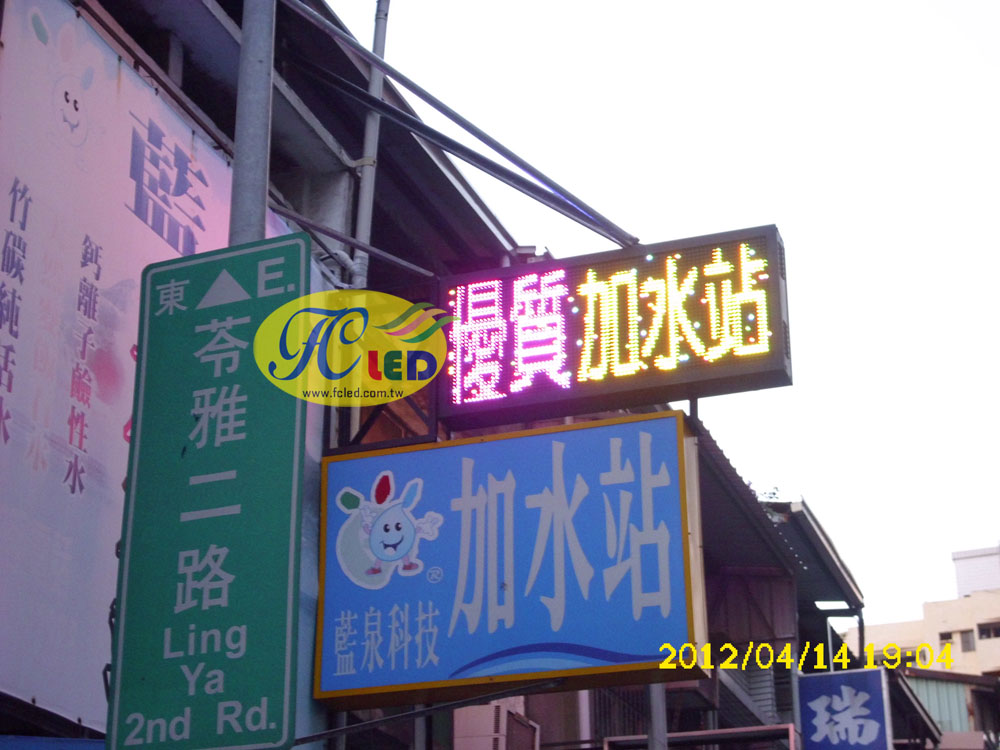 藍
竹碳純活水
鈣離子鹼性水
東 E.
苓雅二路
Ling
Ya
2nd Rd.
FC LED
www.fcled.com.tw
優質加水站
加水站
®
藍泉科技
2012/04/14 19:04
瑞